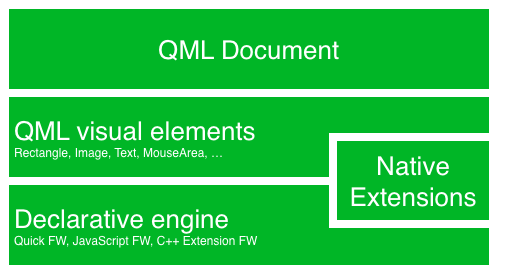 QML Document
QML visual elements
Rectangle, Image, Text, MouseArea, …
Native
Extensions
Declarative engine
Quick FW, JavaScript FW, C++ Extension FW